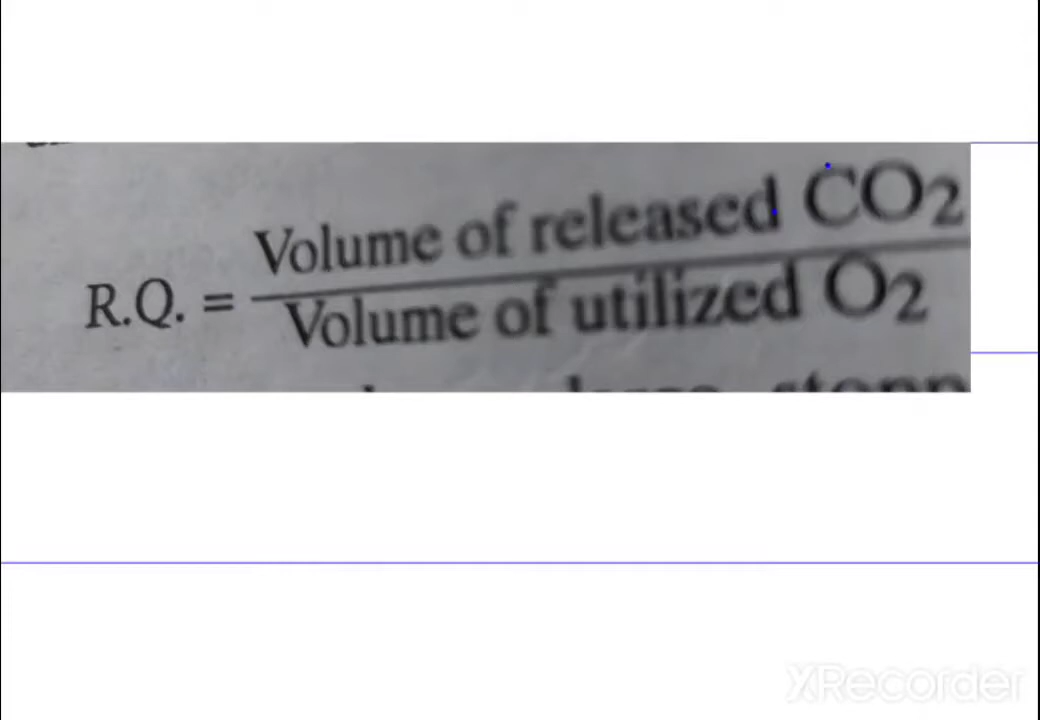 Volume of released CO2
R.Q. =
Volume of utilized O2
XRecorder